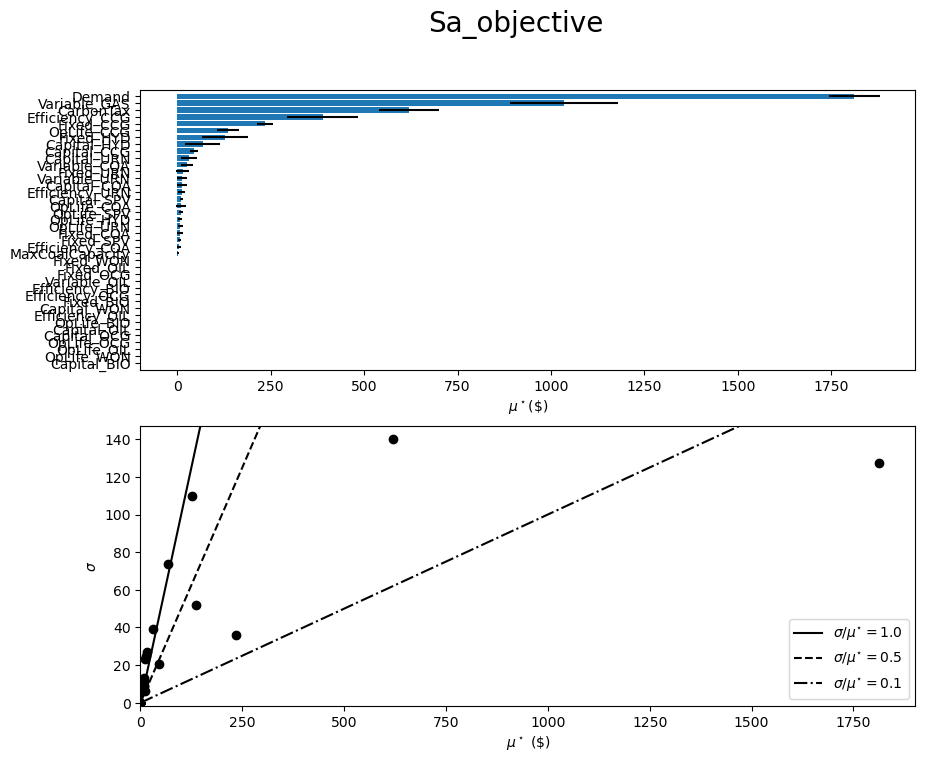 Sa_objective
Demand
Variable_GAS
CarbonTax
Efficiency_CCG
Fixed_CCG
OpLife_CCG
Fixed_HYD
Capital_HYD
Capital_CCG
Capital_URN
Variable_COA
Fixed_URN
Variable_URN
Capital_COA
Efficiency_URN
Capital_SPV
OpLife_COA
OpLife_SPV
OpLife_HYD
OpLife_URN
Fixed_COA
Fixed_SPV
Efficiency_COA
MaxCoalCapacity
Fixed_WON
Fixed_OIL
Fixed_OCG
Variable_OIL
Efficiency_BIO
Efficiency_OCG
Fixed_BIO
Capital_WON
Efficiency_OIL
OpLife_BIO
Capital_OIL
Capital_OCG
OpLife_OCG
OpLife_OIL
OpLife_WON
Capital_BIO
0 250 500 750 1000 1250 1500 1750
μ⋆($)
140
120
100
80
60
40
20
0
σ
σ/μ⋆ = 1.0
σ/μ⋆ = 0.5
σ/μ⋆ = 0.1
0 250 500 750 1000 1250 1500 1750
μ⋆ ($)